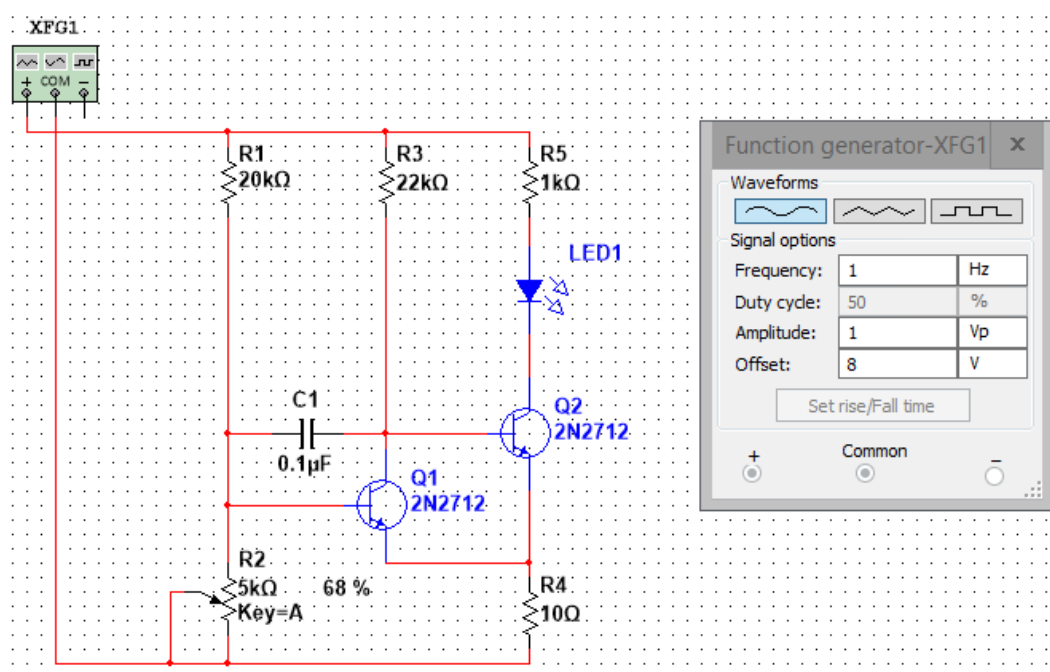 XFG1
+ COM −
R1
20kΩ
R3
22kΩ
R5
1kΩ
LED1
C1
0.1µF
Q2
2N2712
Q1
2N2712
R2
5kΩ 68 %
Key=A
R4
10Ω
Function generator-XFG1 x
Waveforms
Signal options
Frequency: 1 Hz
Duty cycle: 50 %
Amplitude: 1 Vp
Offset: 8 V
Set rise/Fall time
+ Common −